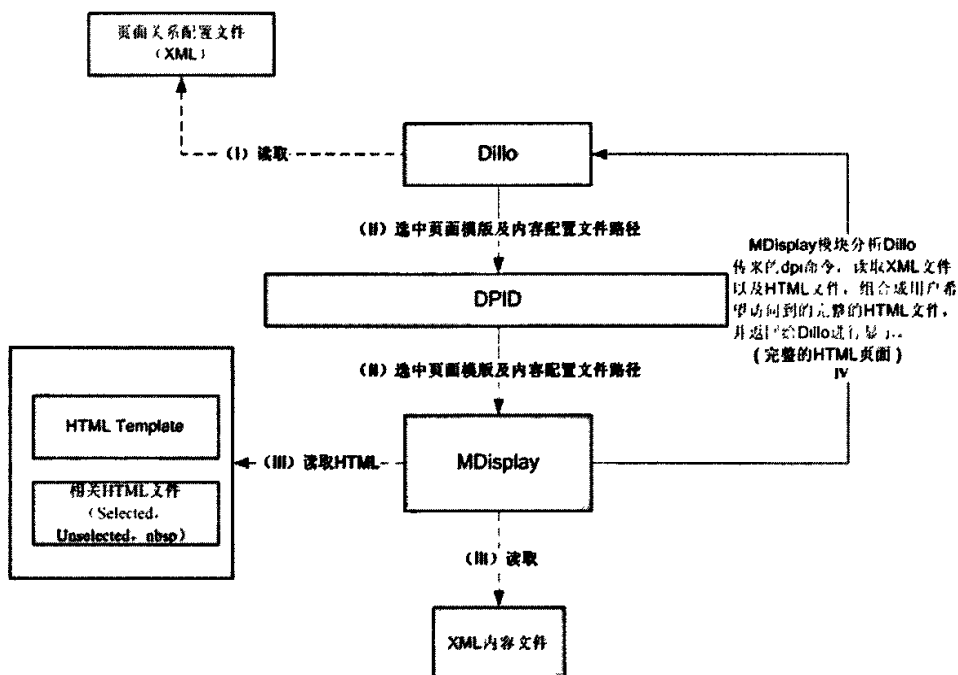 页面关系配置文件
（XML）
Dillo
（I）读取
（II）选中页面模版及内容配置文件路径
MDisplay模块分析Dillo
传来的dpi命令，读取XML文件
以及HTML文件，组合成用户希
望访问到的完整的HTML文件，
并返回给Dillo进行显示。
（完整的HTML页面）
IV
DPID
（II）选中页面模版及内容配置文件路径
HTML Template
（III）读取HTML
MDisplay
相关HTML文件
（Selected，
Unselected，nbsp）
（III）读取
XML内容文件